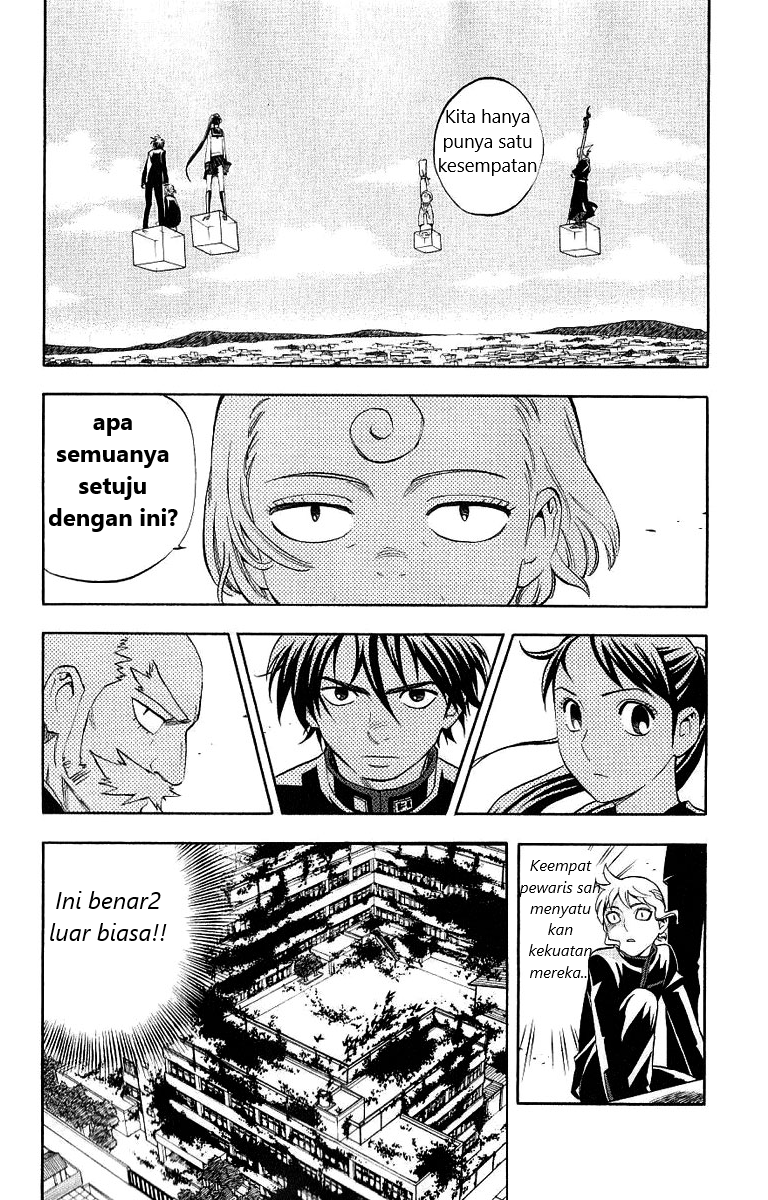 Kita hanya
punya satu
kesempatan
apa
semuanya
setuju
dengan ini?
Keempat
pewaris sah
menyatu
kan
kekuatan
mereka..
Ini benar2
luar biasa!!